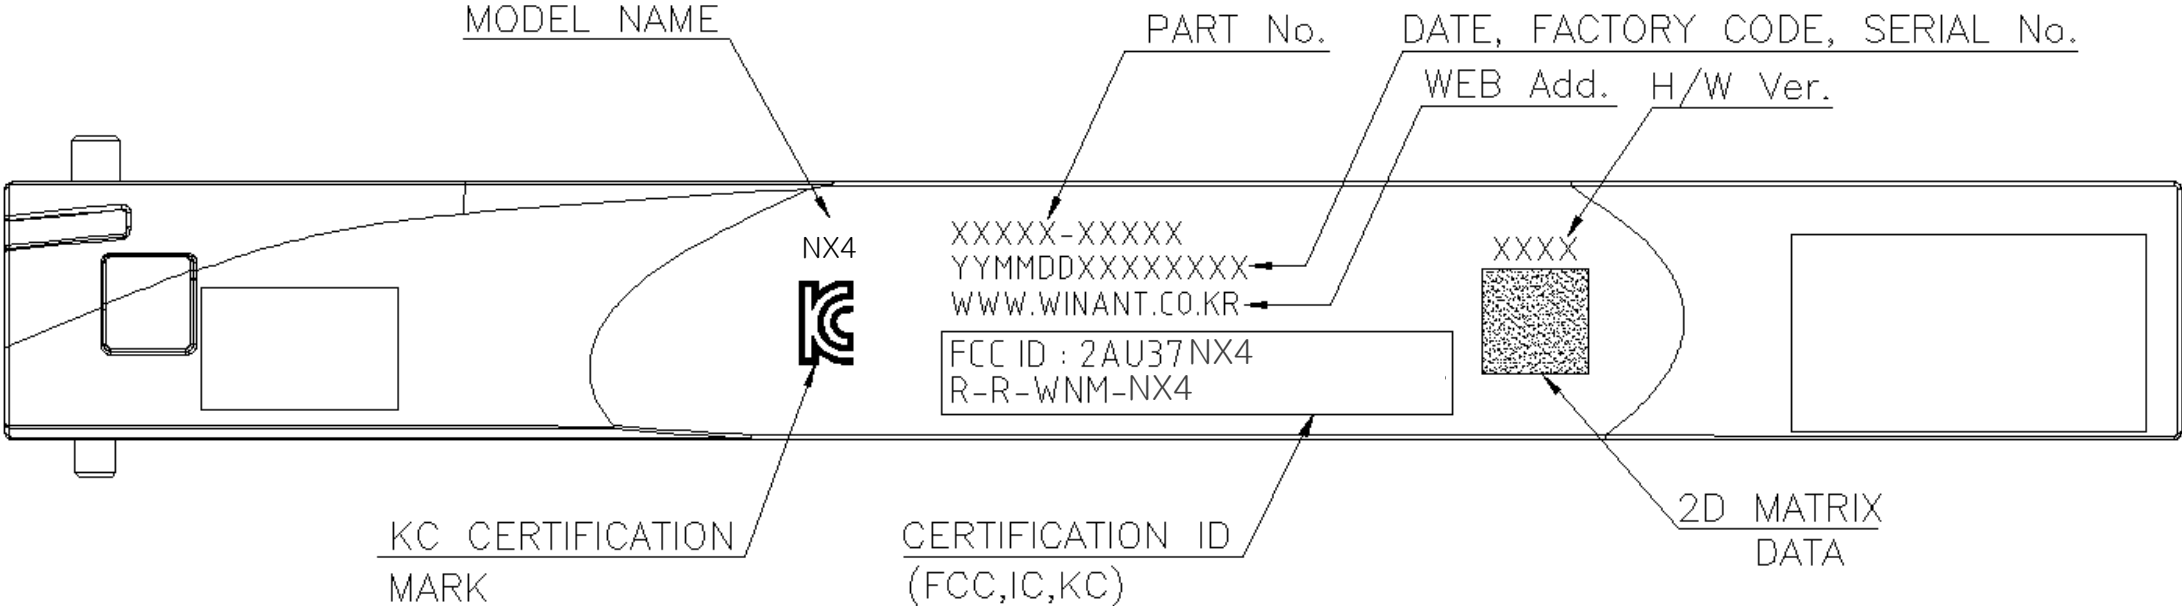 MODEL NAME
PART No.
DATE, FACTORY CODE, SERIAL No.
WEB Add.
H/W Ver.
NX4
XXXXX-XXXXX
YYMMDDXXXXXXXX
WWW.WINANT.CO.KR
XXXX
FCC ID : 2AU37NX4
R-R-WNM-NX4
KC CERTIFICATION
MARK
CERTIFICATION ID
(FCC,IC,KC)
2D MATRIX
DATA